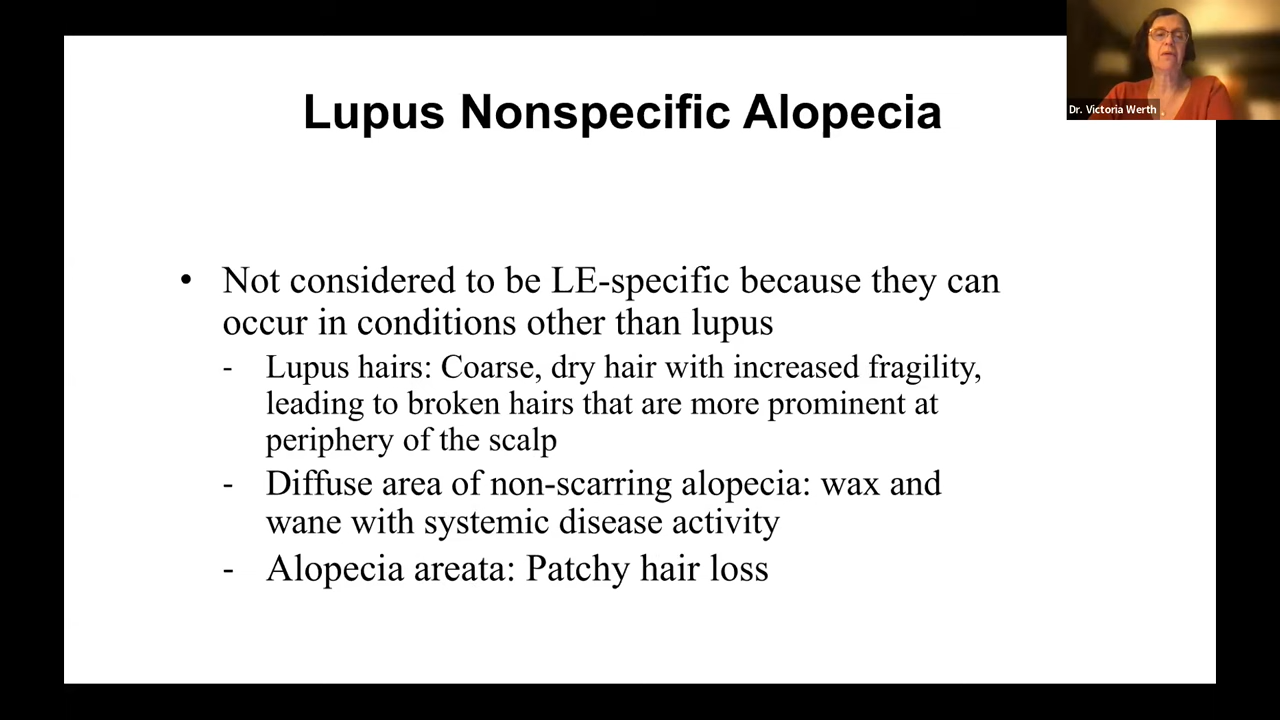 Lupus Nonspecific Alopecia
Dr. Victoria Werth
• Not considered to be LE-specific because they can
occur in conditions other than lupus
- Lupus hairs: Coarse, dry hair with increased fragility,
leading to broken hairs that are more prominent at
periphery of the scalp
- Diffuse area of non-scarring alopecia: wax and
wane with systemic disease activity
- Alopecia areata: Patchy hair loss